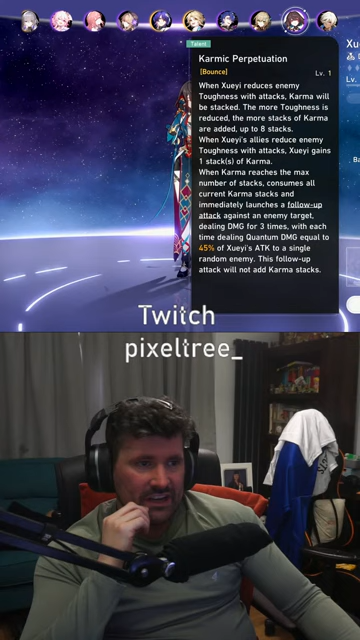 Talent
Karmic Perpetuation
[Bounce]
Lv. 1
When Xueyi reduces enemy
Toughness with attacks, Karma will
be stacked. The more Toughness is
reduced, the more stacks of Karma
are added, up to 8 stacks.
When Xueyi's allies reduce enemy
Toughness with attacks, Xueyi gains
1 stack(s) of Karma.
When Karma reaches the max
number of stacks, consumes all
current Karma stacks and
immediately launches a follow-up
attack against an enemy target,
dealing DMG for 3 times, with each
time dealing Quantum DMG equal to
45% of Xueyi's ATK to a single
random enemy. This follow-up
attack will not add Karma stacks.
Xue
Lv.
Ba
Twitch
pixeltree_